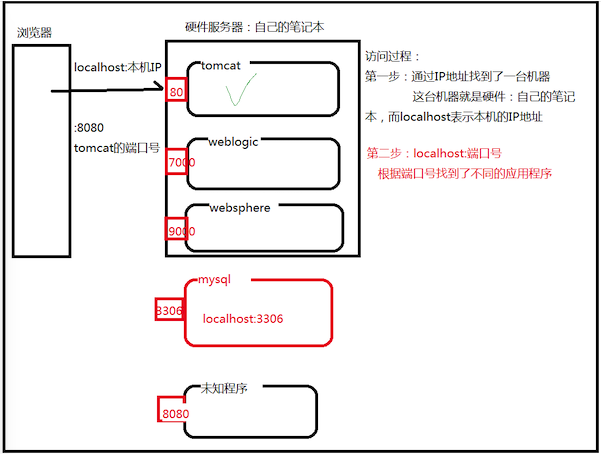 浏览器
硬件服务器：自己的笔记本
localhost:本机IP
:8080
tomcat的端口号
tomcat
80
weblogic
7000
websphere
9000
mysql
3306
localhost:3306
未知程序
8080
访问过程：
第一步：通过IP地址找到了一台机器
这台机器就是硬件：自己的笔记
本，而localhost表示本机的IP地址
第二步：localhost:端口号
根据端口号找到了不同的应用程序